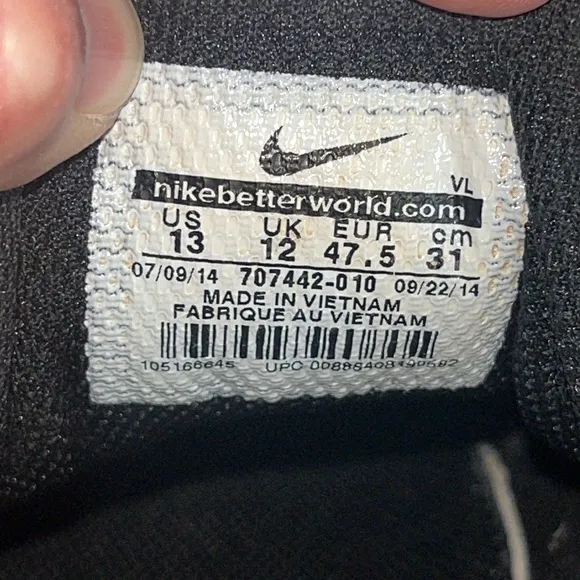 VL
nikebetterworld.com
US UK EUR cm
13 12 47.5 31
07/09/14 707442-010 09/22/14
MADE IN VIETNAM
FABRIQUE AU VIETNAM
105166645 UPC